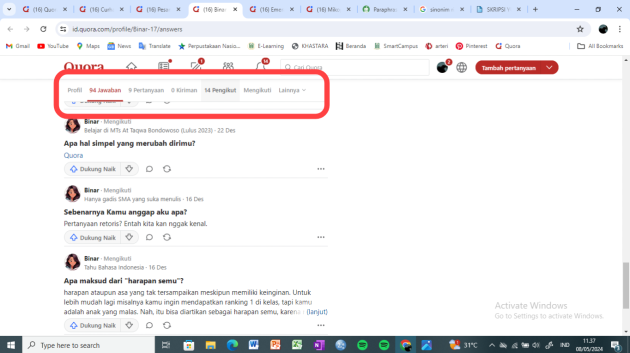 (16) Quo
(16) Cum
(16) Pese
(16) Bina
(16) Eme
(16) Mika
Paraphra
sinonim
SKRIPSI
id.quora.com/profile/Binar-17/answers
Gmail YouTube Maps News Translate Perpustakaan Nasio... E-Learning KHASTARA Beranda SmartCampus arteri Pinterest Quora All Bookmarks
Quora
Cari Quora
Tambah pertanyaan
Profil 94 Jawaban 9 Pertanyaan 0 Kiriman 14 Pengikut Mengikuti Lainnya
Binar · Mengikuti
Belajar di MTs At Taqwa Bondowoso (Lulus 2023) · 22 Des
Apa hal simpel yang merubah dirimu?
Quora
Dukung Naik
Binar · Mengikuti
Hanya gadis SMA yang suka menulis · 16 Des
Sebenarnya Kamu anggap aku apa?
Pertanyaan retoris? Entah kita kan nggak kenal.
Dukung Naik
Binar · Mengikuti
Tahu Bahasa Indonesia · 16 Des
Apa maksud dari "harapan semu"?
harapan ataupun asa yang tak tersampaikan meskipun memiliki keinginan. Untuk
lebih mudah lagi misalnya kamu ingin mendapatkan ranking 1 di kelas, tapi kamu
adalah anak yang malas. Nah, itu bisa diartikan sebagai harapan semu, karena (lanjut)
Dukung Naik
Activate Windows
Go to Settings to activate Windows.
Type here to search
31°C
IND
11.37
08/05/2024